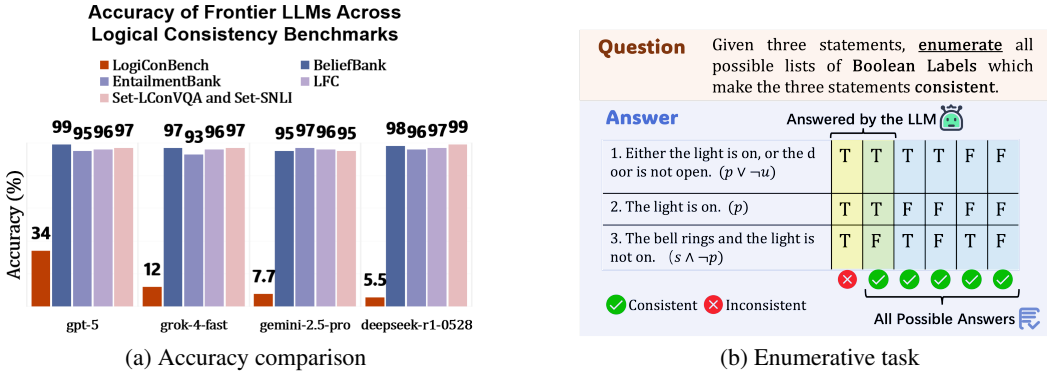 Accuracy of Frontier LLMs Across
Logical Consistency Benchmarks
LogiConBench
BeliefBank
EntailmentBank
LFC
Set-LConVQA and Set-SNLI
Accuracy (%)
34 99 95 96 97
12 97 93 96 97
7.7 95 97 96 95
5.5 98 96 97 99
gpt-5 grok-4-fast gemini-2.5-pro deepseek-r1-0528
(a) Accuracy comparison
Question
Given three statements, enumerate all
possible lists of Boolean Labels which
make the three statements consistent.
Answer
Answered by the LLM
1. Either the light is on, or the d
oor is not open. (p ∨ ¬u)
T T T T F F
2. The light is on. (p)
T T F F F F
3. The bell rings and the light is
not on. (s ∧ ¬p)
T F T F T F
Consistent Inconsistent
All Possible Answers
(b) Enumerative task